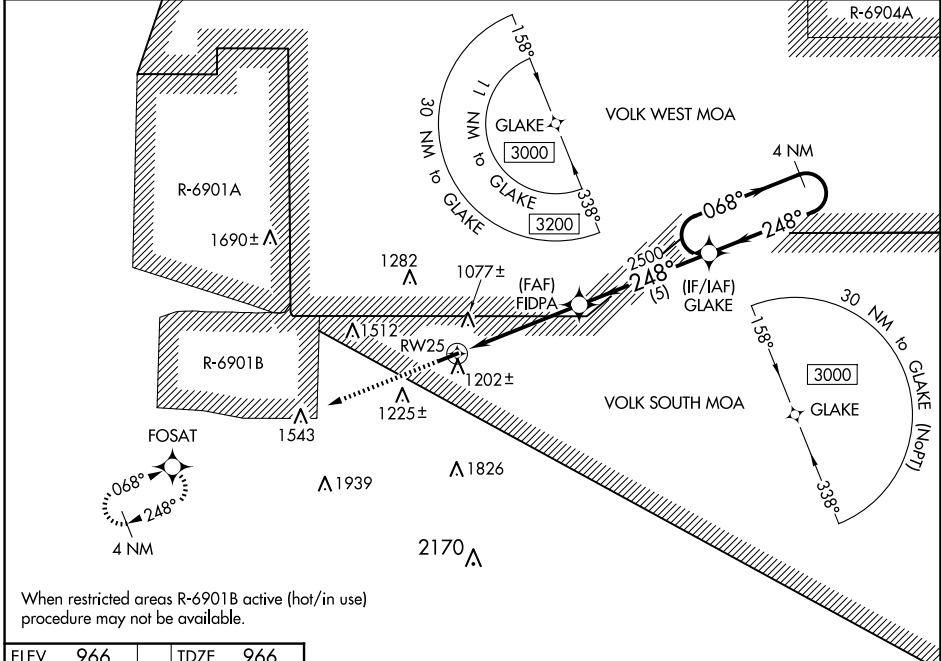 R-6904A
158°
30 NM to GLAKE
11 NM to GLAKE
GLAKE
3000
3200
338°
VOLK WEST MOA
4 NM
068°
248°
R-6901A
1690±
1282
1077±
(FAF)
FIDPA
2500
248°
(5)
(IF/IAF)
GLAKE
1512
RW25
R-6901B
1202±
1225±
1543
VOLK SOUTH MOA
30 NM to GLAKE (NoPT)
158°
3000
GLAKE
338°
FOSAT
068°
248°
4 NM
1939
1826
2170
When restricted areas R-6901B active (hot/in use)
procedure may not be available.
ELEV 966 TDZE 966